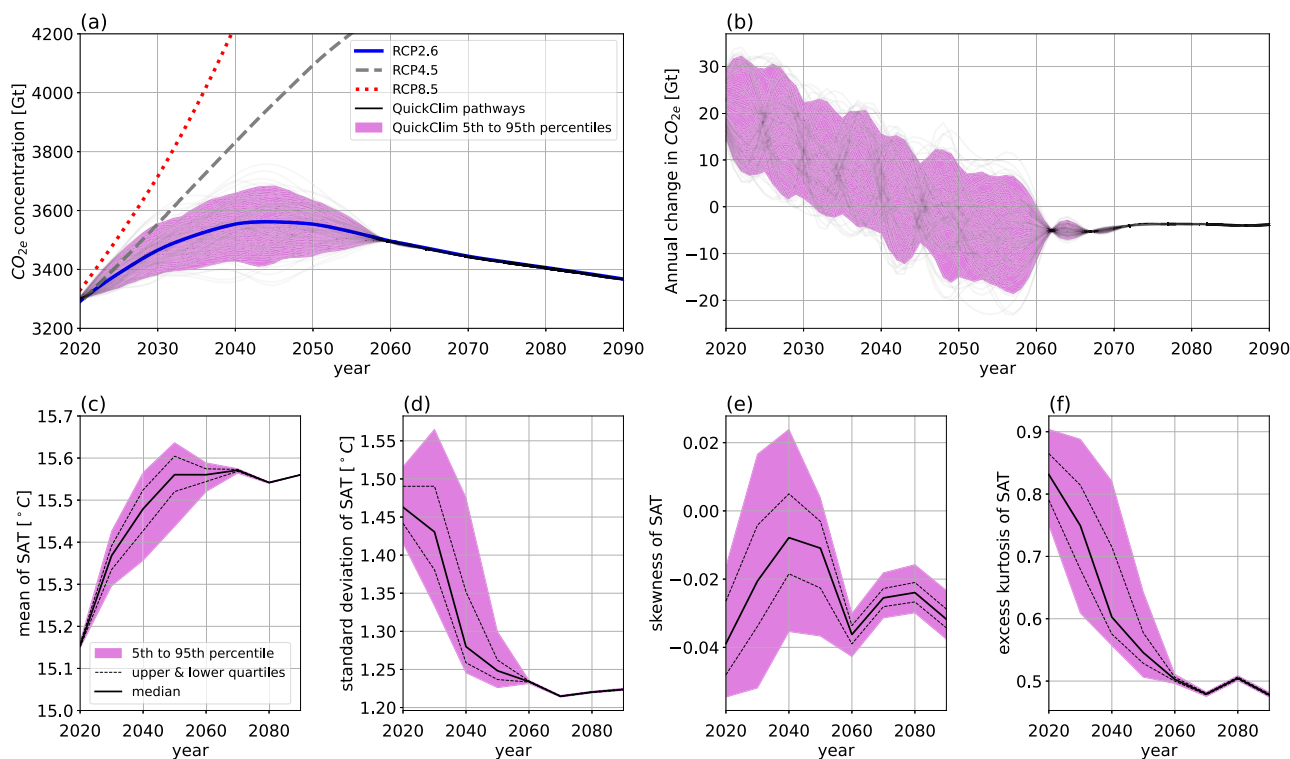 (a)
CO2e concentration [Gt]
4200
4000
3800
3600
3400
3200
2020 2030 2040 2050 2060 2070 2080 2090
year
RCP2.6
RCP4.5
RCP8.5
QuickClim pathways
QuickClim 5th to 95th percentiles
(b)
Annual change in CO2e [Gt]
30
20
10
0
−10
−20
2020 2030 2040 2050 2060 2070 2080 2090
year
(c)
mean of SAT [°C]
15.7
15.6
15.5
15.4
15.3
15.2
15.1
15.0
2020 2040 2060 2080
year
5th to 95th percentile
upper & lower quartiles
median
(d)
standard deviation of SAT [°C]
1.55
1.50
1.45
1.40
1.35
1.30
1.25
1.20
2020 2040 2060 2080
year
(e)
skewness of SAT
0.02
0.00
−0.02
−0.04
2020 2040 2060 2080
year
(f)
excess kurtosis of SAT
0.9
0.8
0.7
0.6
0.5
2020 2040 2060 2080
year